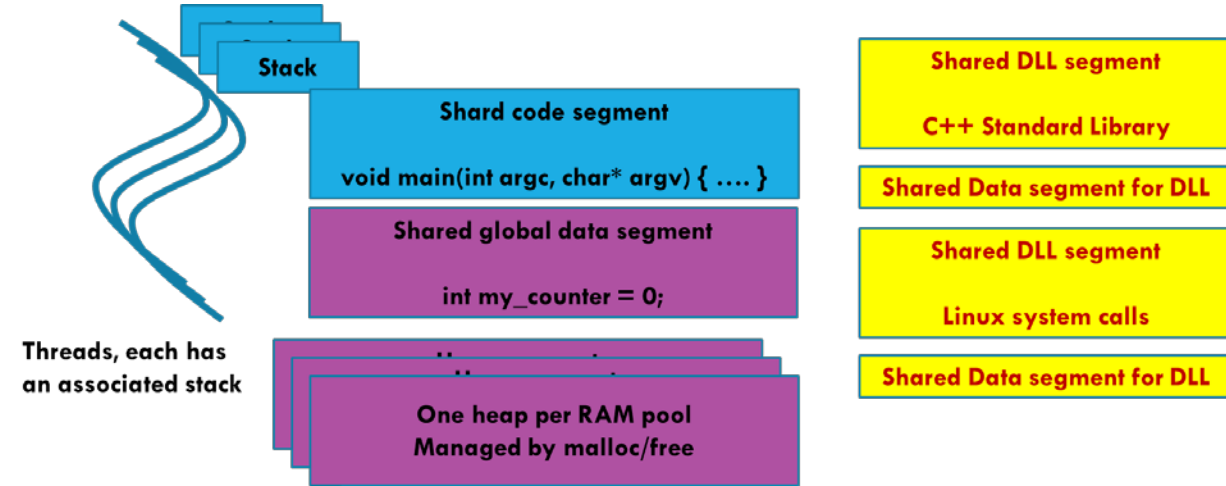 Stack
Shard code segment
void main(int argc, char* argv) { .... }
Shared global data segment
int my_counter = 0;
Threads, each has
an associated stack
One heap per RAM pool
Managed by malloc/free
Shared DLL segment
C++ Standard Library
Shared Data segment for DLL
Shared DLL segment
Linux system calls
Shared Data segment for DLL